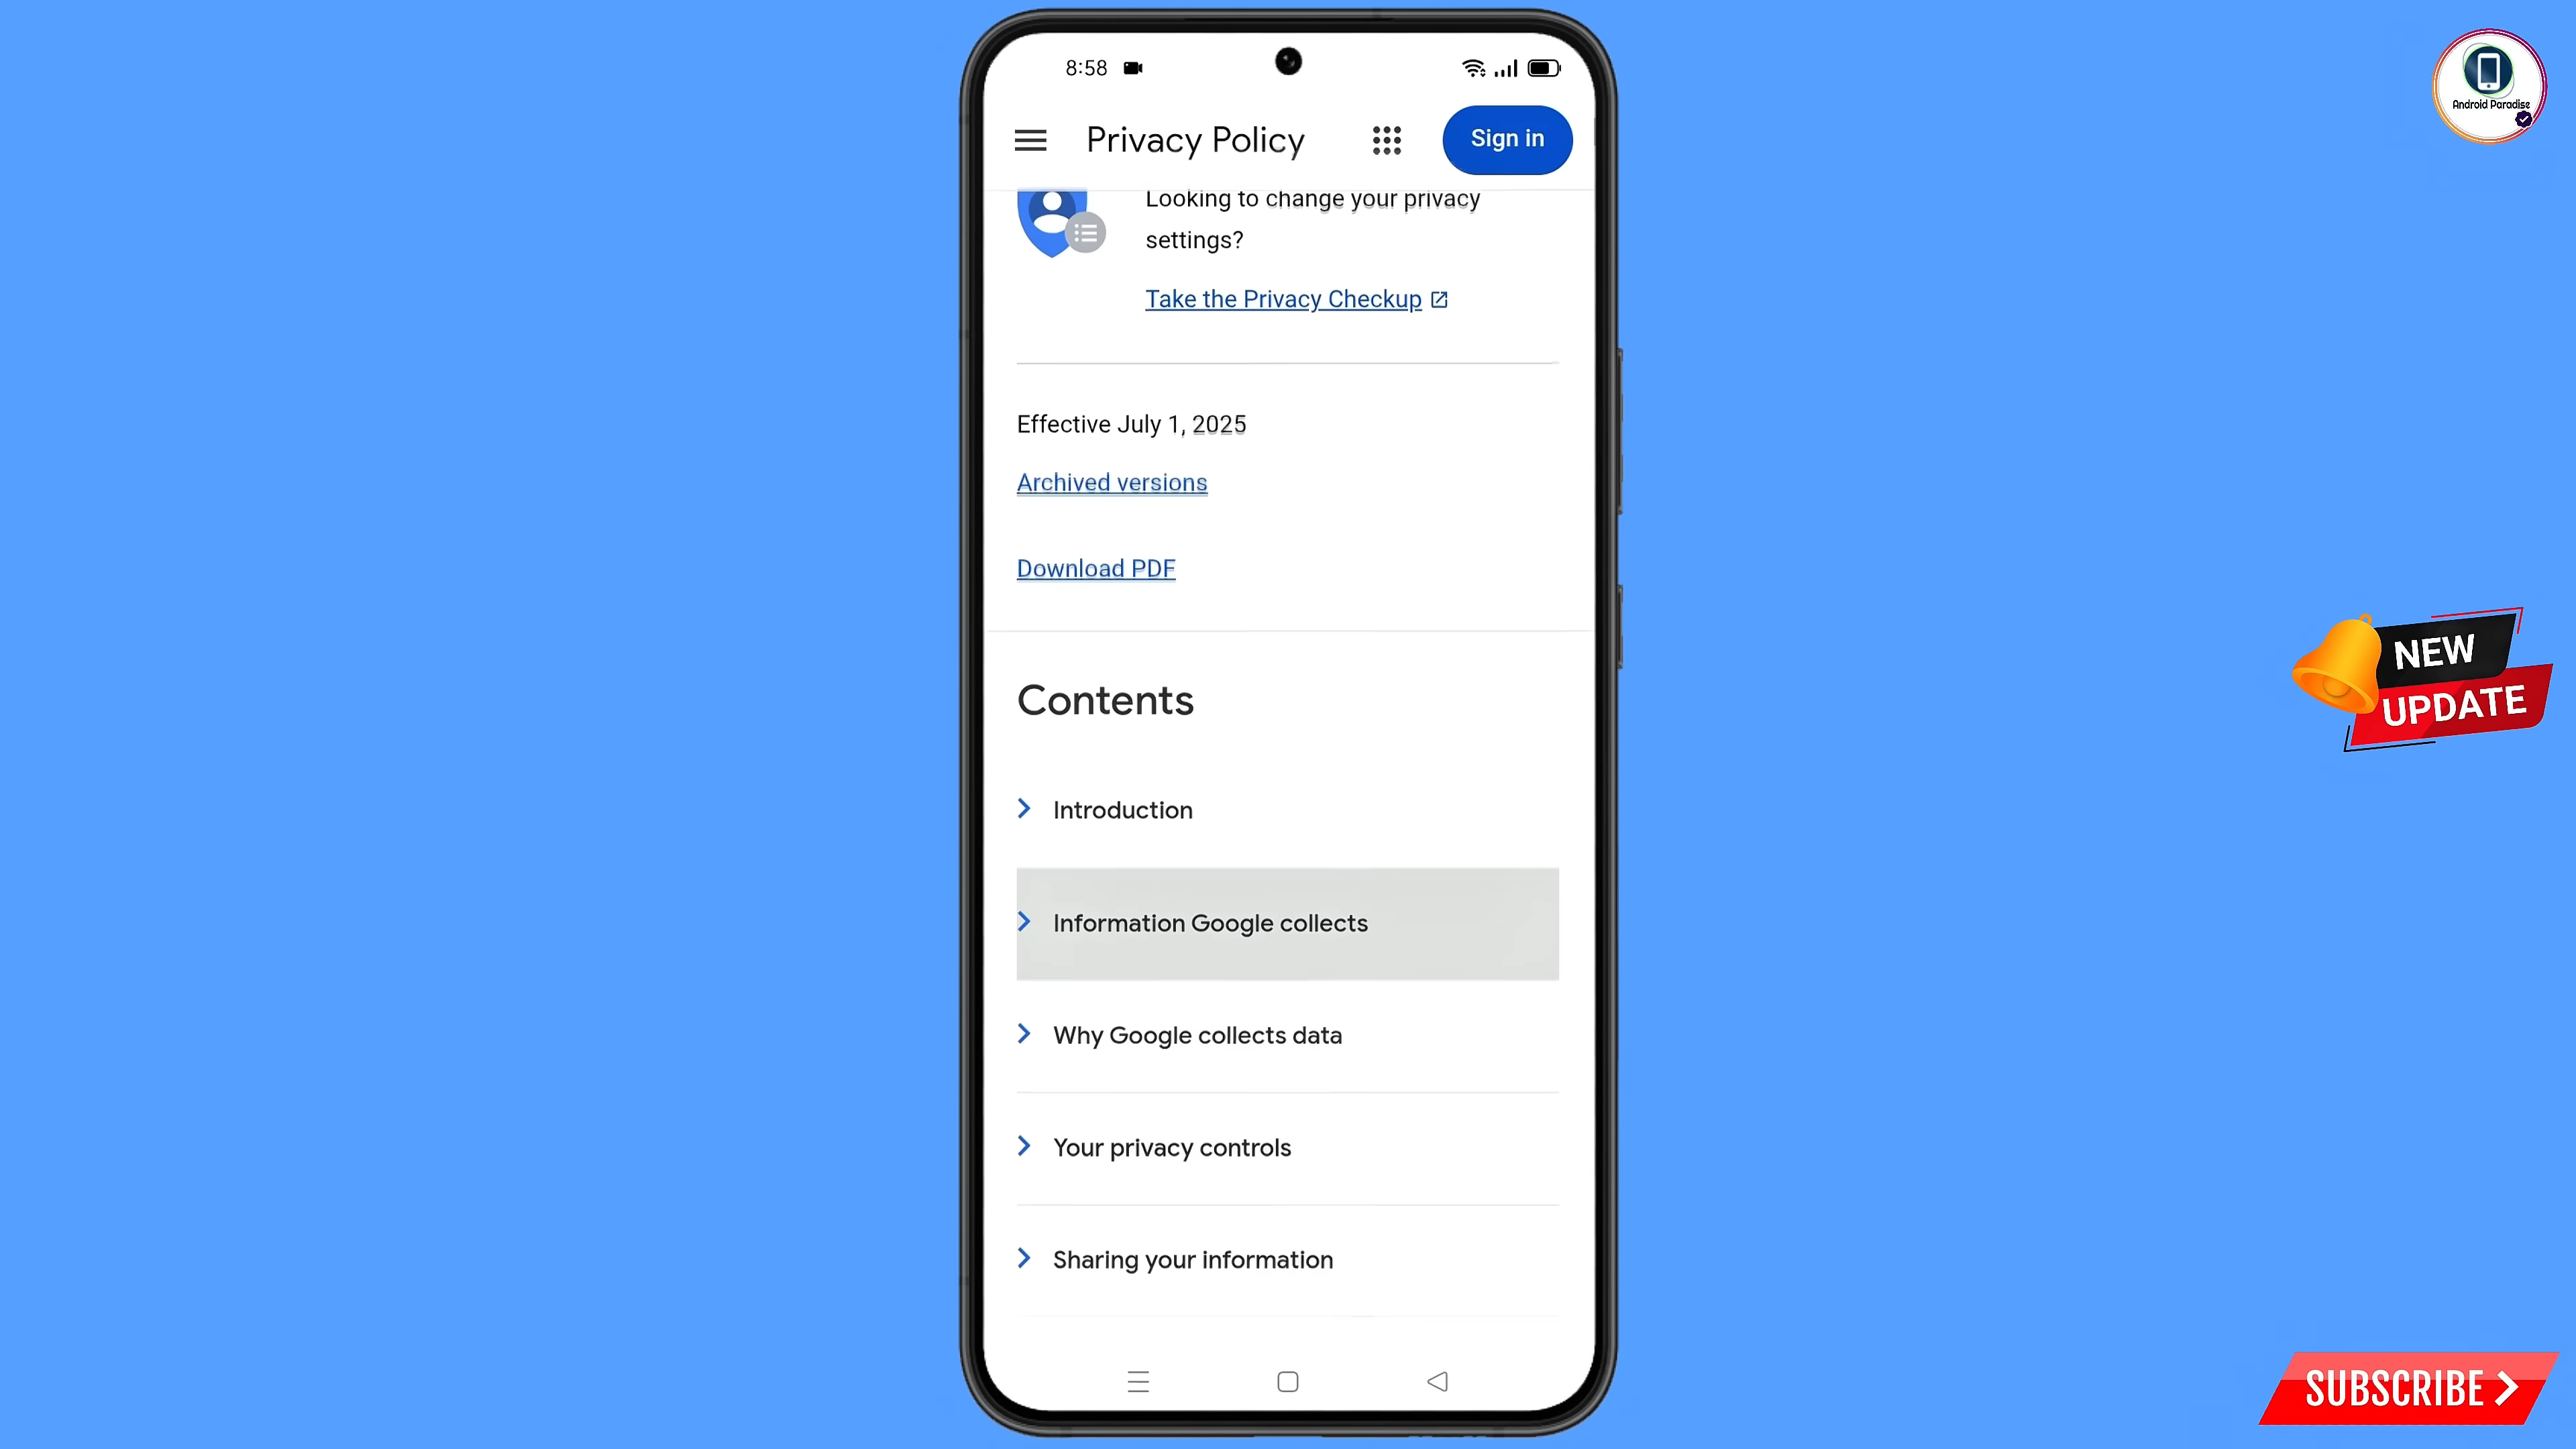 8:58
Privacy Policy
Sign in
Looking to change your privacy
settings?
Take the Privacy Checkup
Effective July 1, 2025
Archived versions
Download PDF
Contents
Introduction
Information Google collects
Why Google collects data
Your privacy controls
Sharing your information
Android Paradise
NEW
UPDATE
SUBSCRIBE